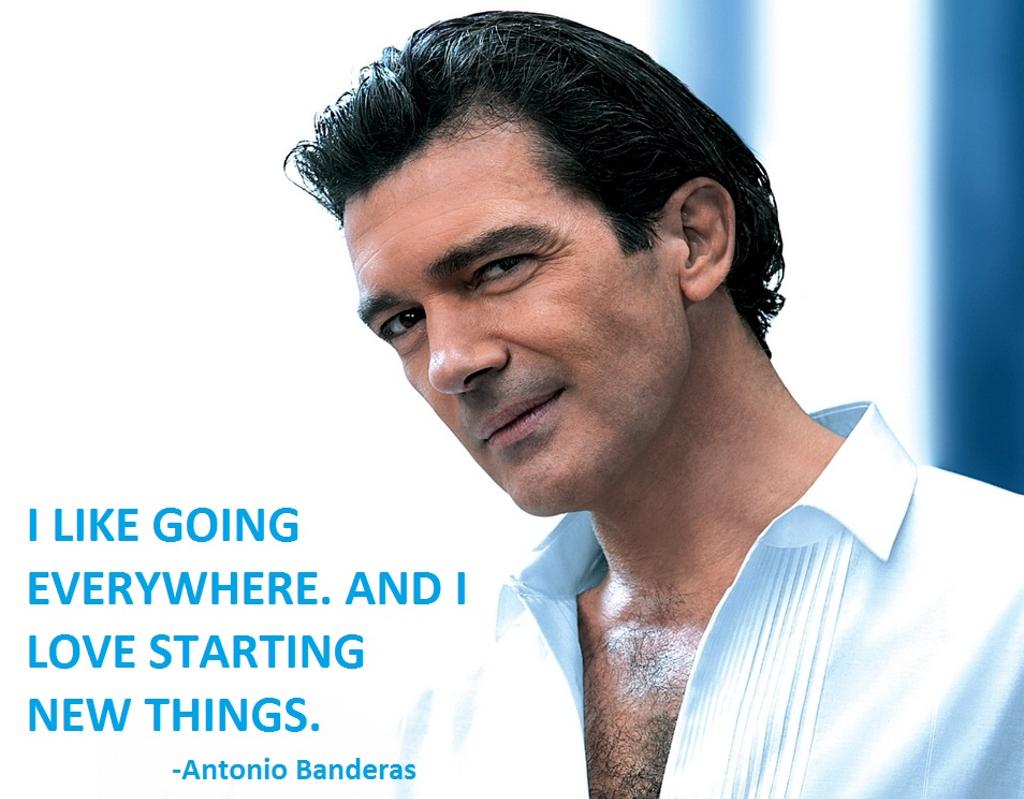 I LIKE GOING
EVERYWHERE. AND I
LOVE STARTING
NEW THINGS.
-Antonio Banderas